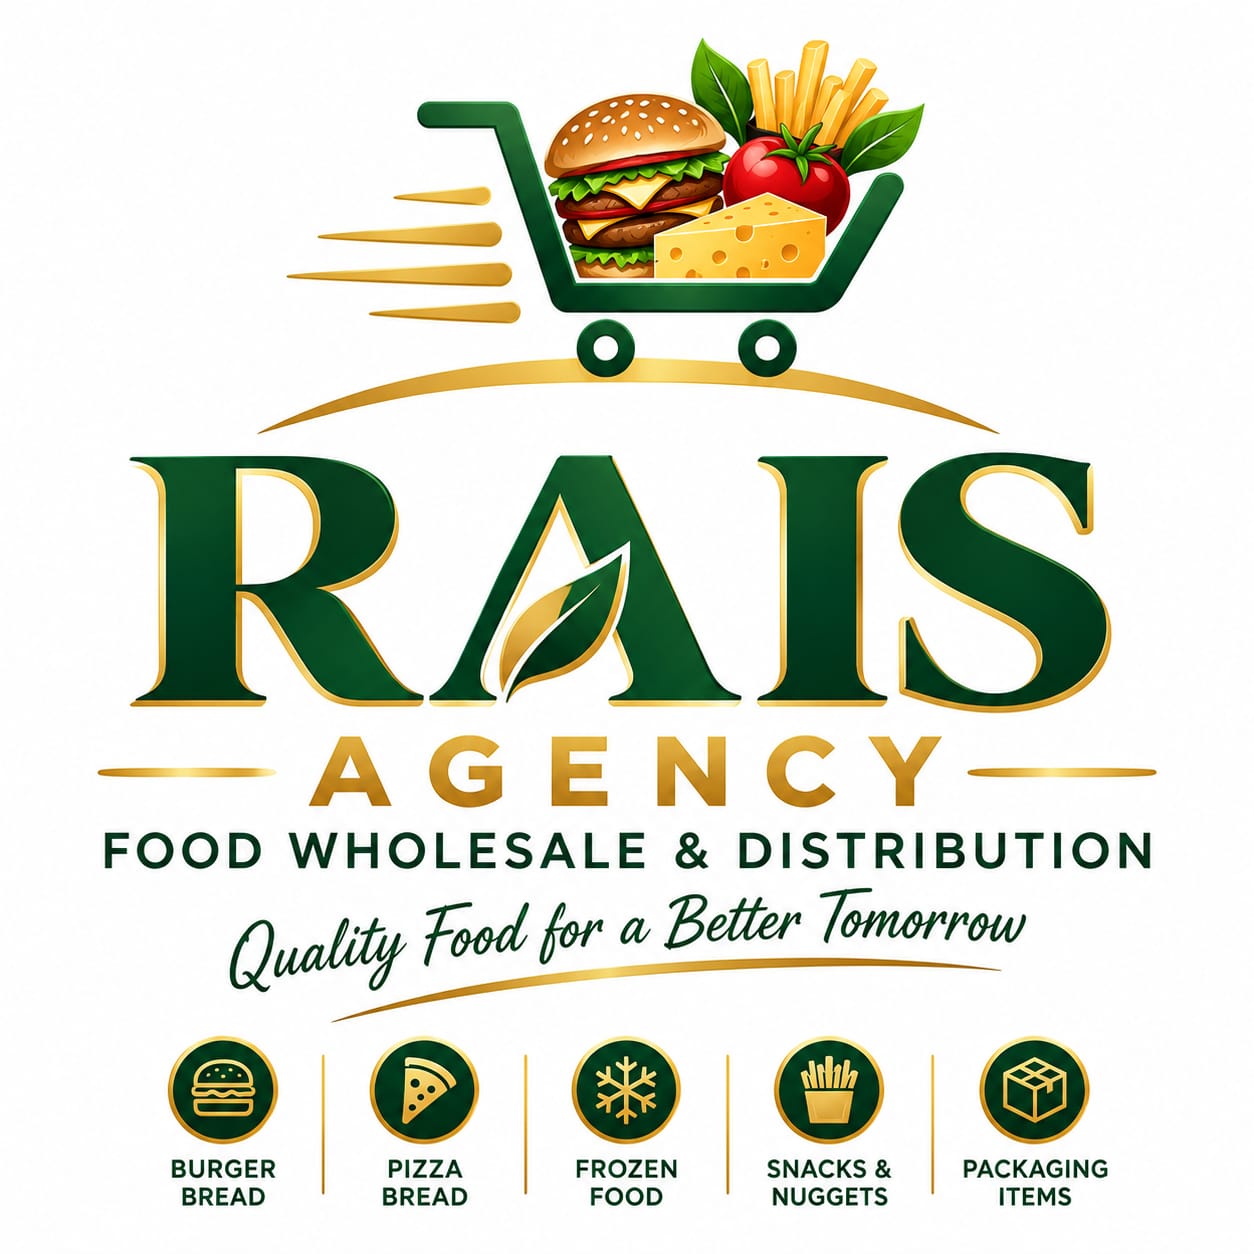 RAIS
AGENCY
FOOD WHOLESALE & DISTRIBUTION
Quality Food for a Better Tomorrow
BURGER
BREAD
PIZZA
BREAD
FROZEN
FOOD
SNACKS &
NUGGETS
PACKAGING
ITEMS